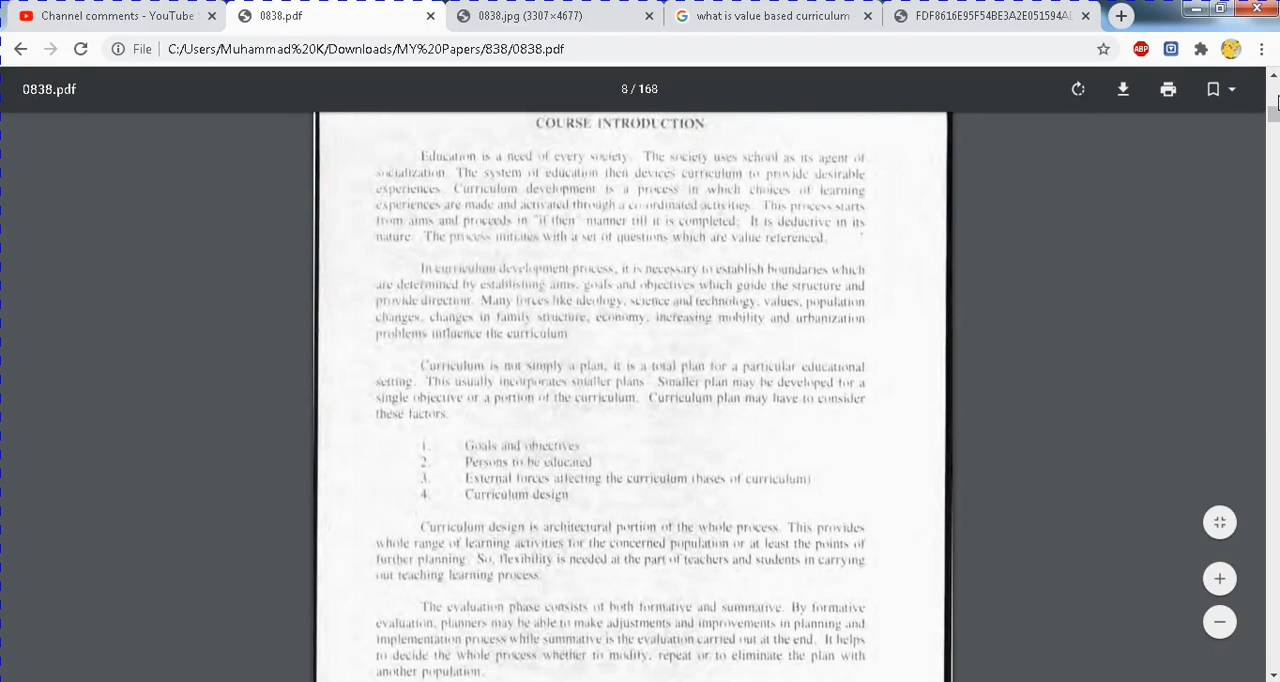 Channel comments - YouTube
0838.pdf
0838.jpg (3307×4677)
what is value based curriculum
FDF8616E95F54BE3A2E051594A
File
C:/Users/Muhammad%20K/Downloads/MY%20Papers/838/0838.pdf
ABP
0838.pdf
8 / 168
COURSE INTRODUCTION
Education is a need of every society. The society uses school as its agent of
socialization. The system of education then devices curriculum to provide desirable
experiences. Curriculum development is a process in which choices of learning
experiences are made and activated through a co-ordinated activities. This process starts
from aims and proceeds in "if then" manner till it is completed. It is deductive in its
nature. The process initiates with a set of questions which are value referenced.
In curriculum development process, it is necessary to establish boundaries which
are determined by establishing aims, goals and objectives which guide the structure and
provide direction. Many forces like ideology, science and technology, values, population
changes, changes in family structure, economy, increasing mobility and urbanization
problems influence the curriculum
Curriculum is not simply a plan, it is a total plan for a particular educational
setting. This usually incorporates smaller plans. Smaller plan may be developed for a
single objective or a portion of the curriculum. Curriculum plan may have to consider
these factors.
1. Goals and objectives
2. Persons to be educated
3. External forces affecting the curriculum (bases of curriculum)
4. Curriculum design
Curriculum design is architectural portion of the whole process. This provides
whole range of learning activities for the concerned population or at least the points of
further planning. So, flexibility is needed at the part of teachers and students in carrying
out teaching learning process.
The evaluation phase consists of both formative and summative. By formative
evaluation, planners may be able to make adjustments and improvements in planning and
implementation process while summative is the evaluation carried out at the end. It helps
to decide the whole process whether to modify, repeat or to eliminate the plan with
another population.